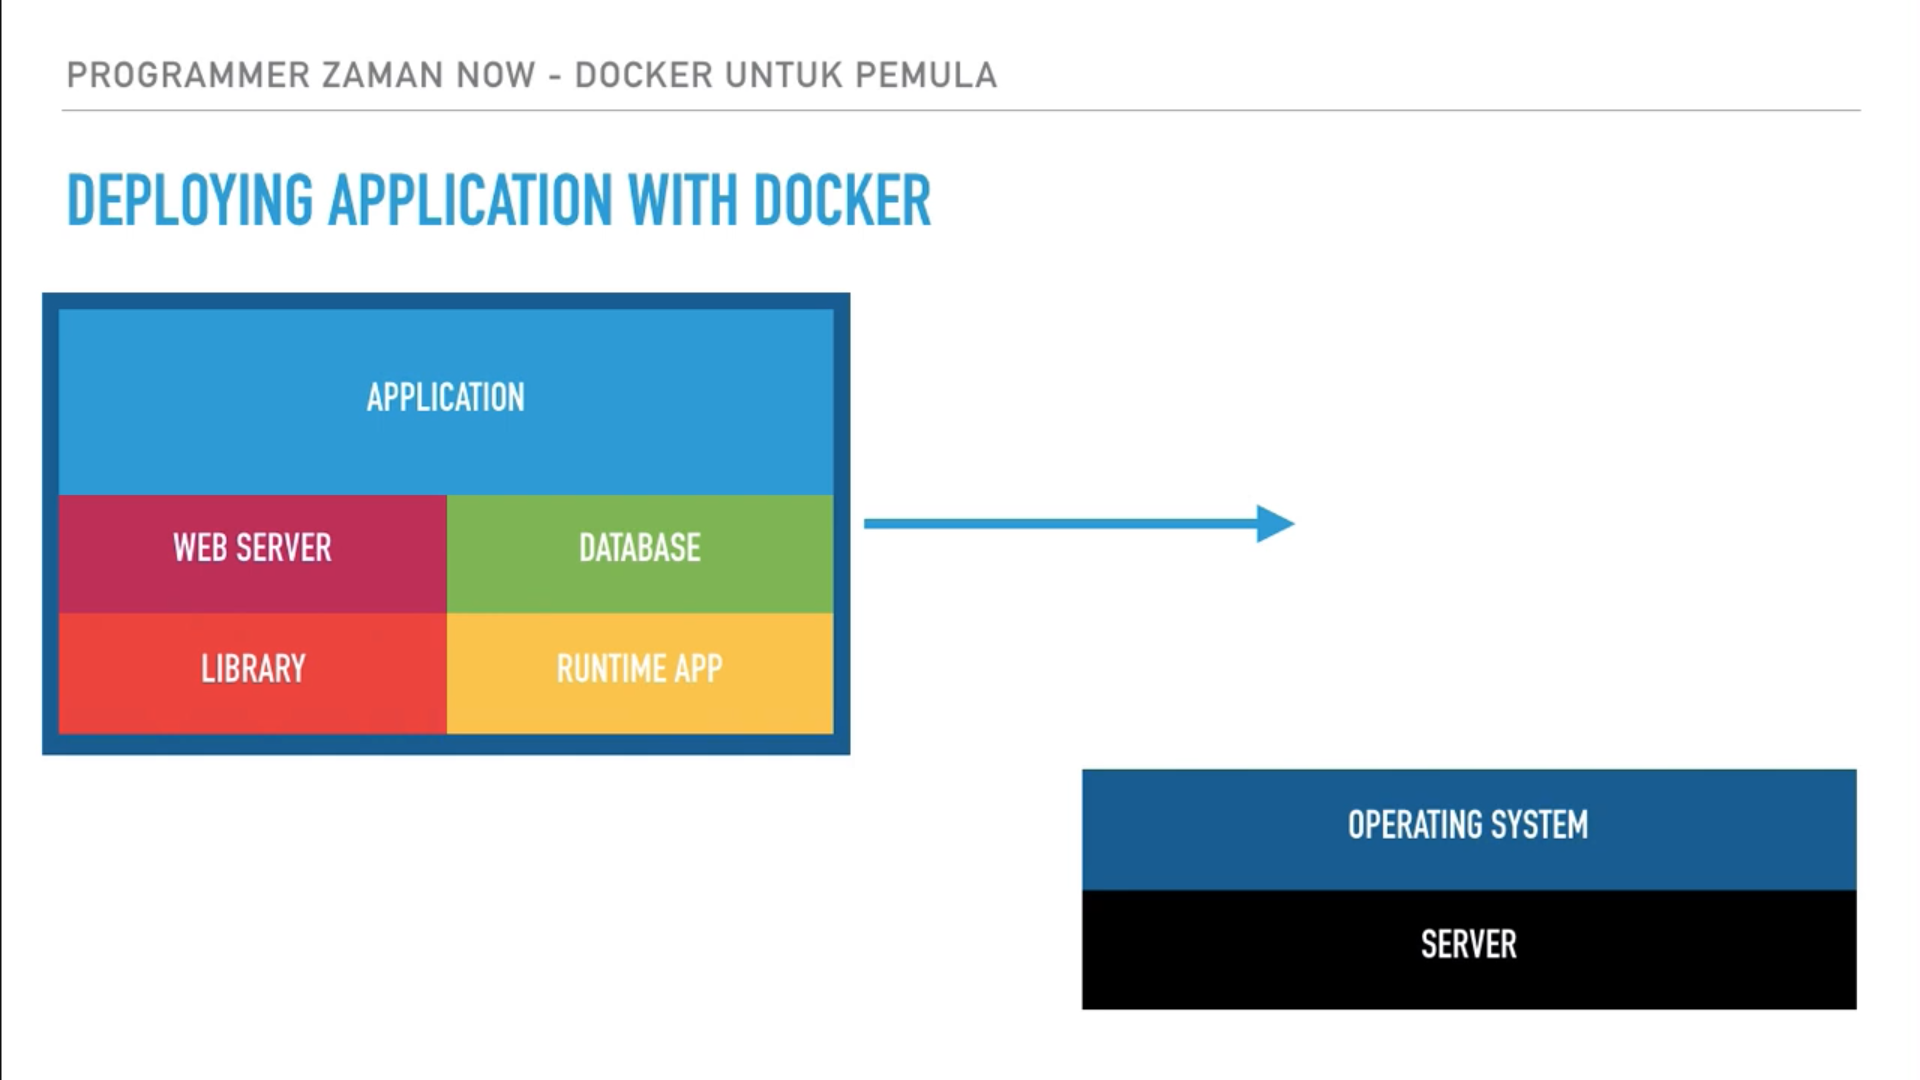 PROGRAMMER ZAMAN NOW - DOCKER UNTUK PEMULA
DEPLOYING APPLICATION WITH DOCKER
APPLICATION
WEB SERVER
DATABASE
LIBRARY
RUNTIME APP
OPERATING SYSTEM
SERVER